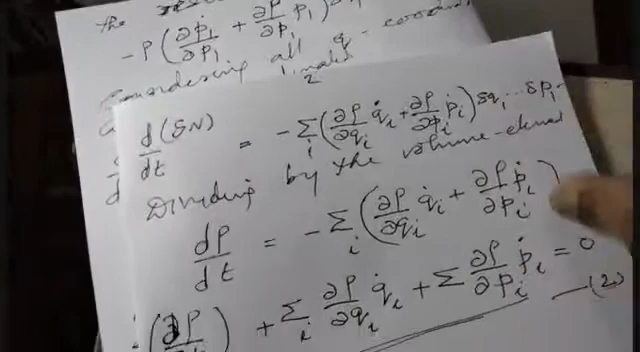 the
-ρ(∂ṗ₁/∂p₁ + ∂ρ/∂p₁ ṗ₁)
Considering all q-coordi
d(δN)/dt = -Σᵢ(∂ρ/∂qᵢ q̇ᵢ + ∂ρ/∂pᵢ ṗᵢ)δq₁...δp₁-
Dividing by the volume-element
dρ/dt = -Σᵢ(∂ρ/∂qᵢ q̇ᵢ + ∂ρ/∂pᵢ ṗᵢ)
(∂ρ/∂t) + Σᵢ ∂ρ/∂qᵢ q̇ᵢ + Σ ∂ρ/∂pᵢ ṗᵢ = 0 —(2)